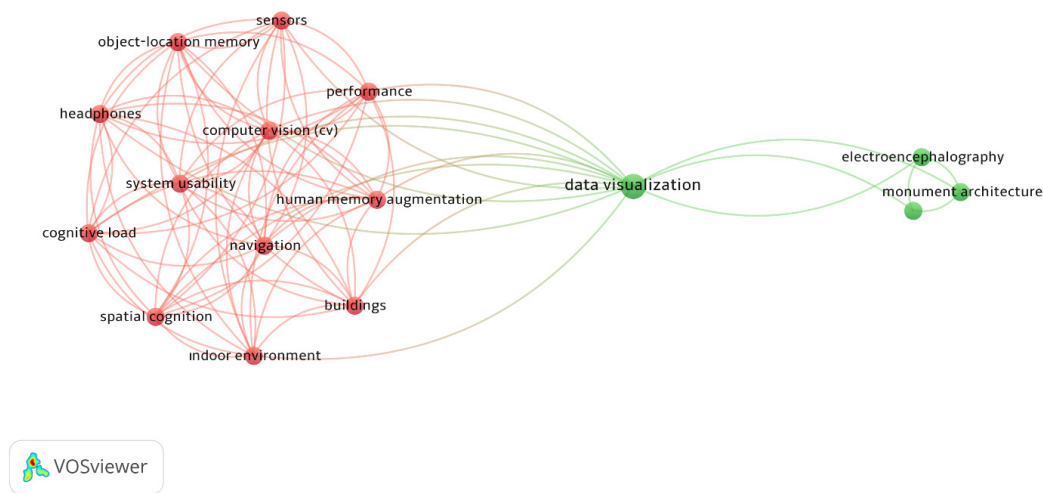 sensors
object-location memory
performance
headphones
computer vision (cv)
electroencephalography
system usability
data visualization
monument architecture
human memory augmentation
cognitive load
navigation
buildings
spatial cognition
indoor environment
VOSviewer